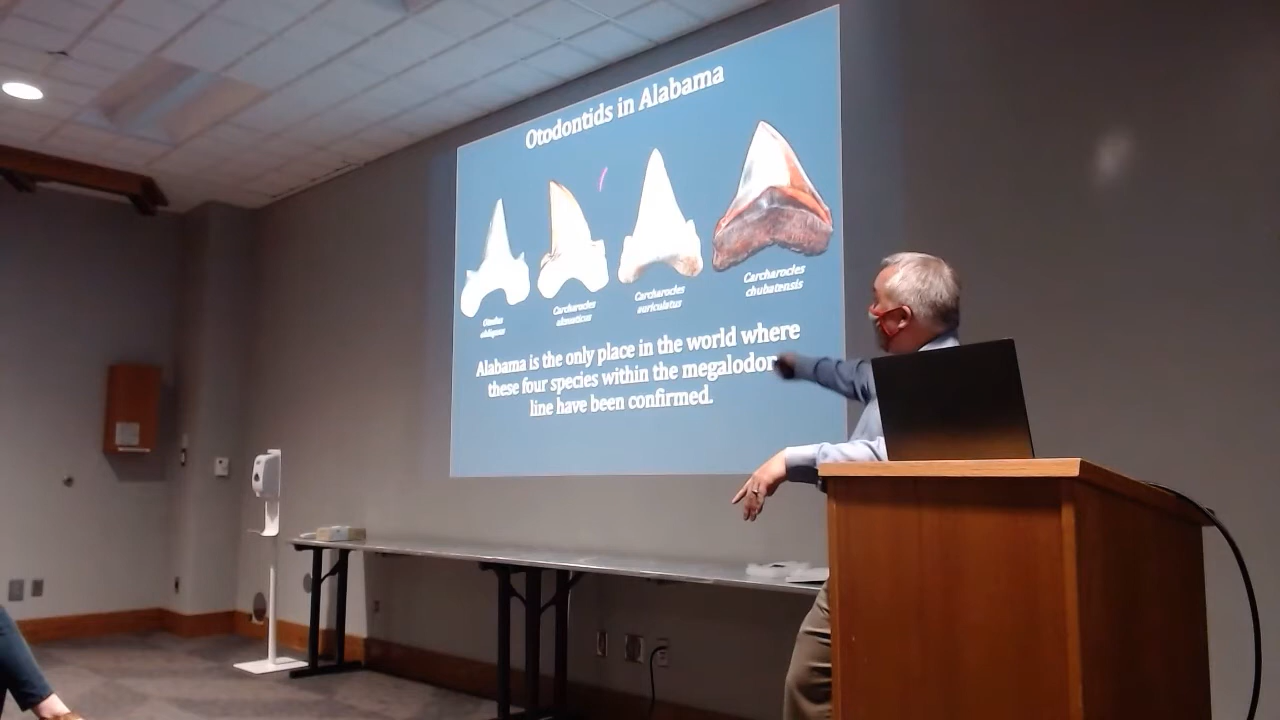 Otodontids in Alabama
Otodus
obliquus
Carcharocles
Carcharocles
auriculatus
Carcharocles
chubutensis
Alabama is the only place in the world where
these four species within the megalodon
line have been confirmed.